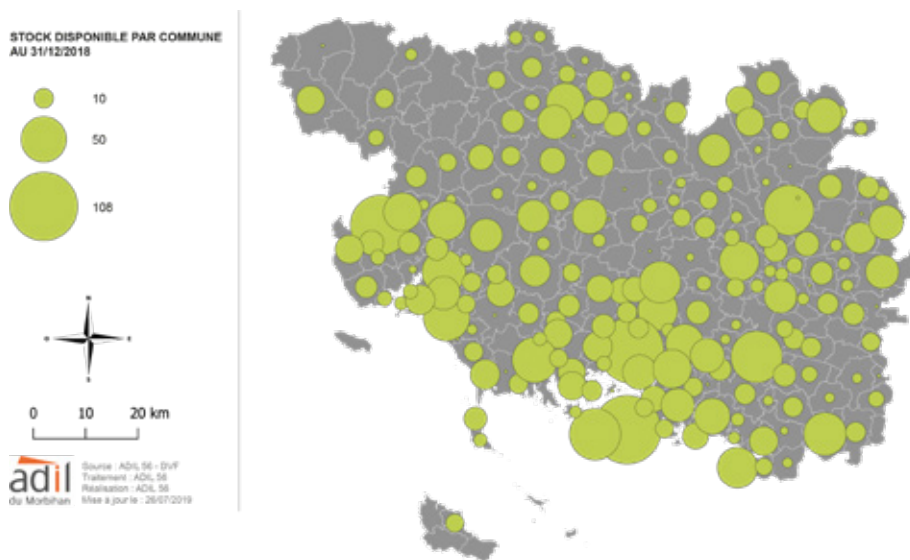 STOCK DISPONIBLE PAR COMMUNE
AU 31/12/2018
10
50
108
N
S
0 10 20 km
adil
du Morbihan
Source : ADIL 56 - DVF
Traitement : ADIL 56
Réalisation : ADIL 56
Mise a jour le : 26/07/2019